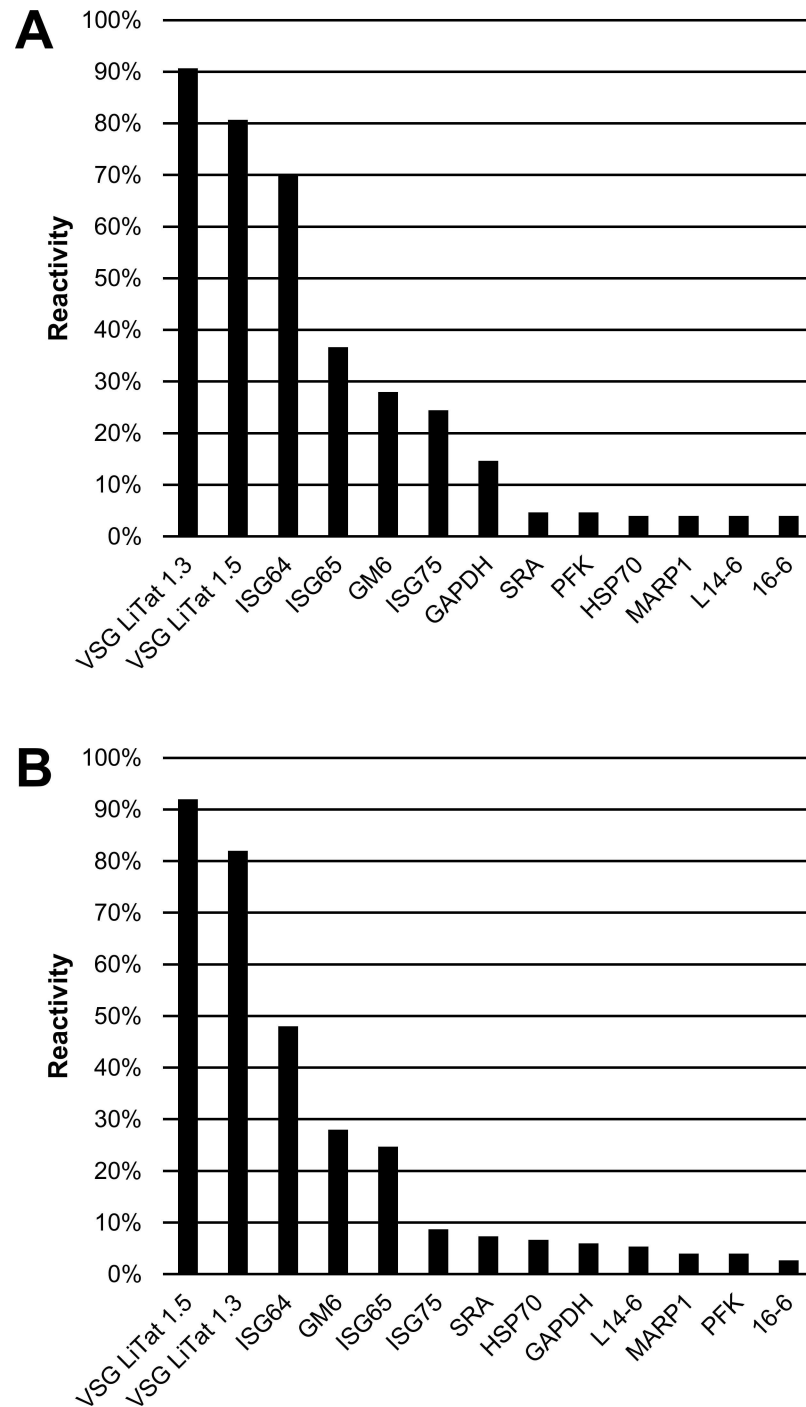 A
100%
90%
80%
70%
60%
50%
40%
30%
20%
10%
0%
Reactivity
VSG LiTat 1.3
VSG LiTat 1.5
ISG64
ISG65
GM6
ISG75
GAPDH
SRA
PFK
HSP70
MARP1
L14-6
16-6
B
100%
90%
80%
70%
60%
50%
40%
30%
20%
10%
0%
Reactivity
VSG LiTat 1.5
VSG LiTat 1.3
ISG64
GM6
ISG65
ISG75
SRA
HSP70
GAPDH
L14-6
MARP1
PFK
16-6